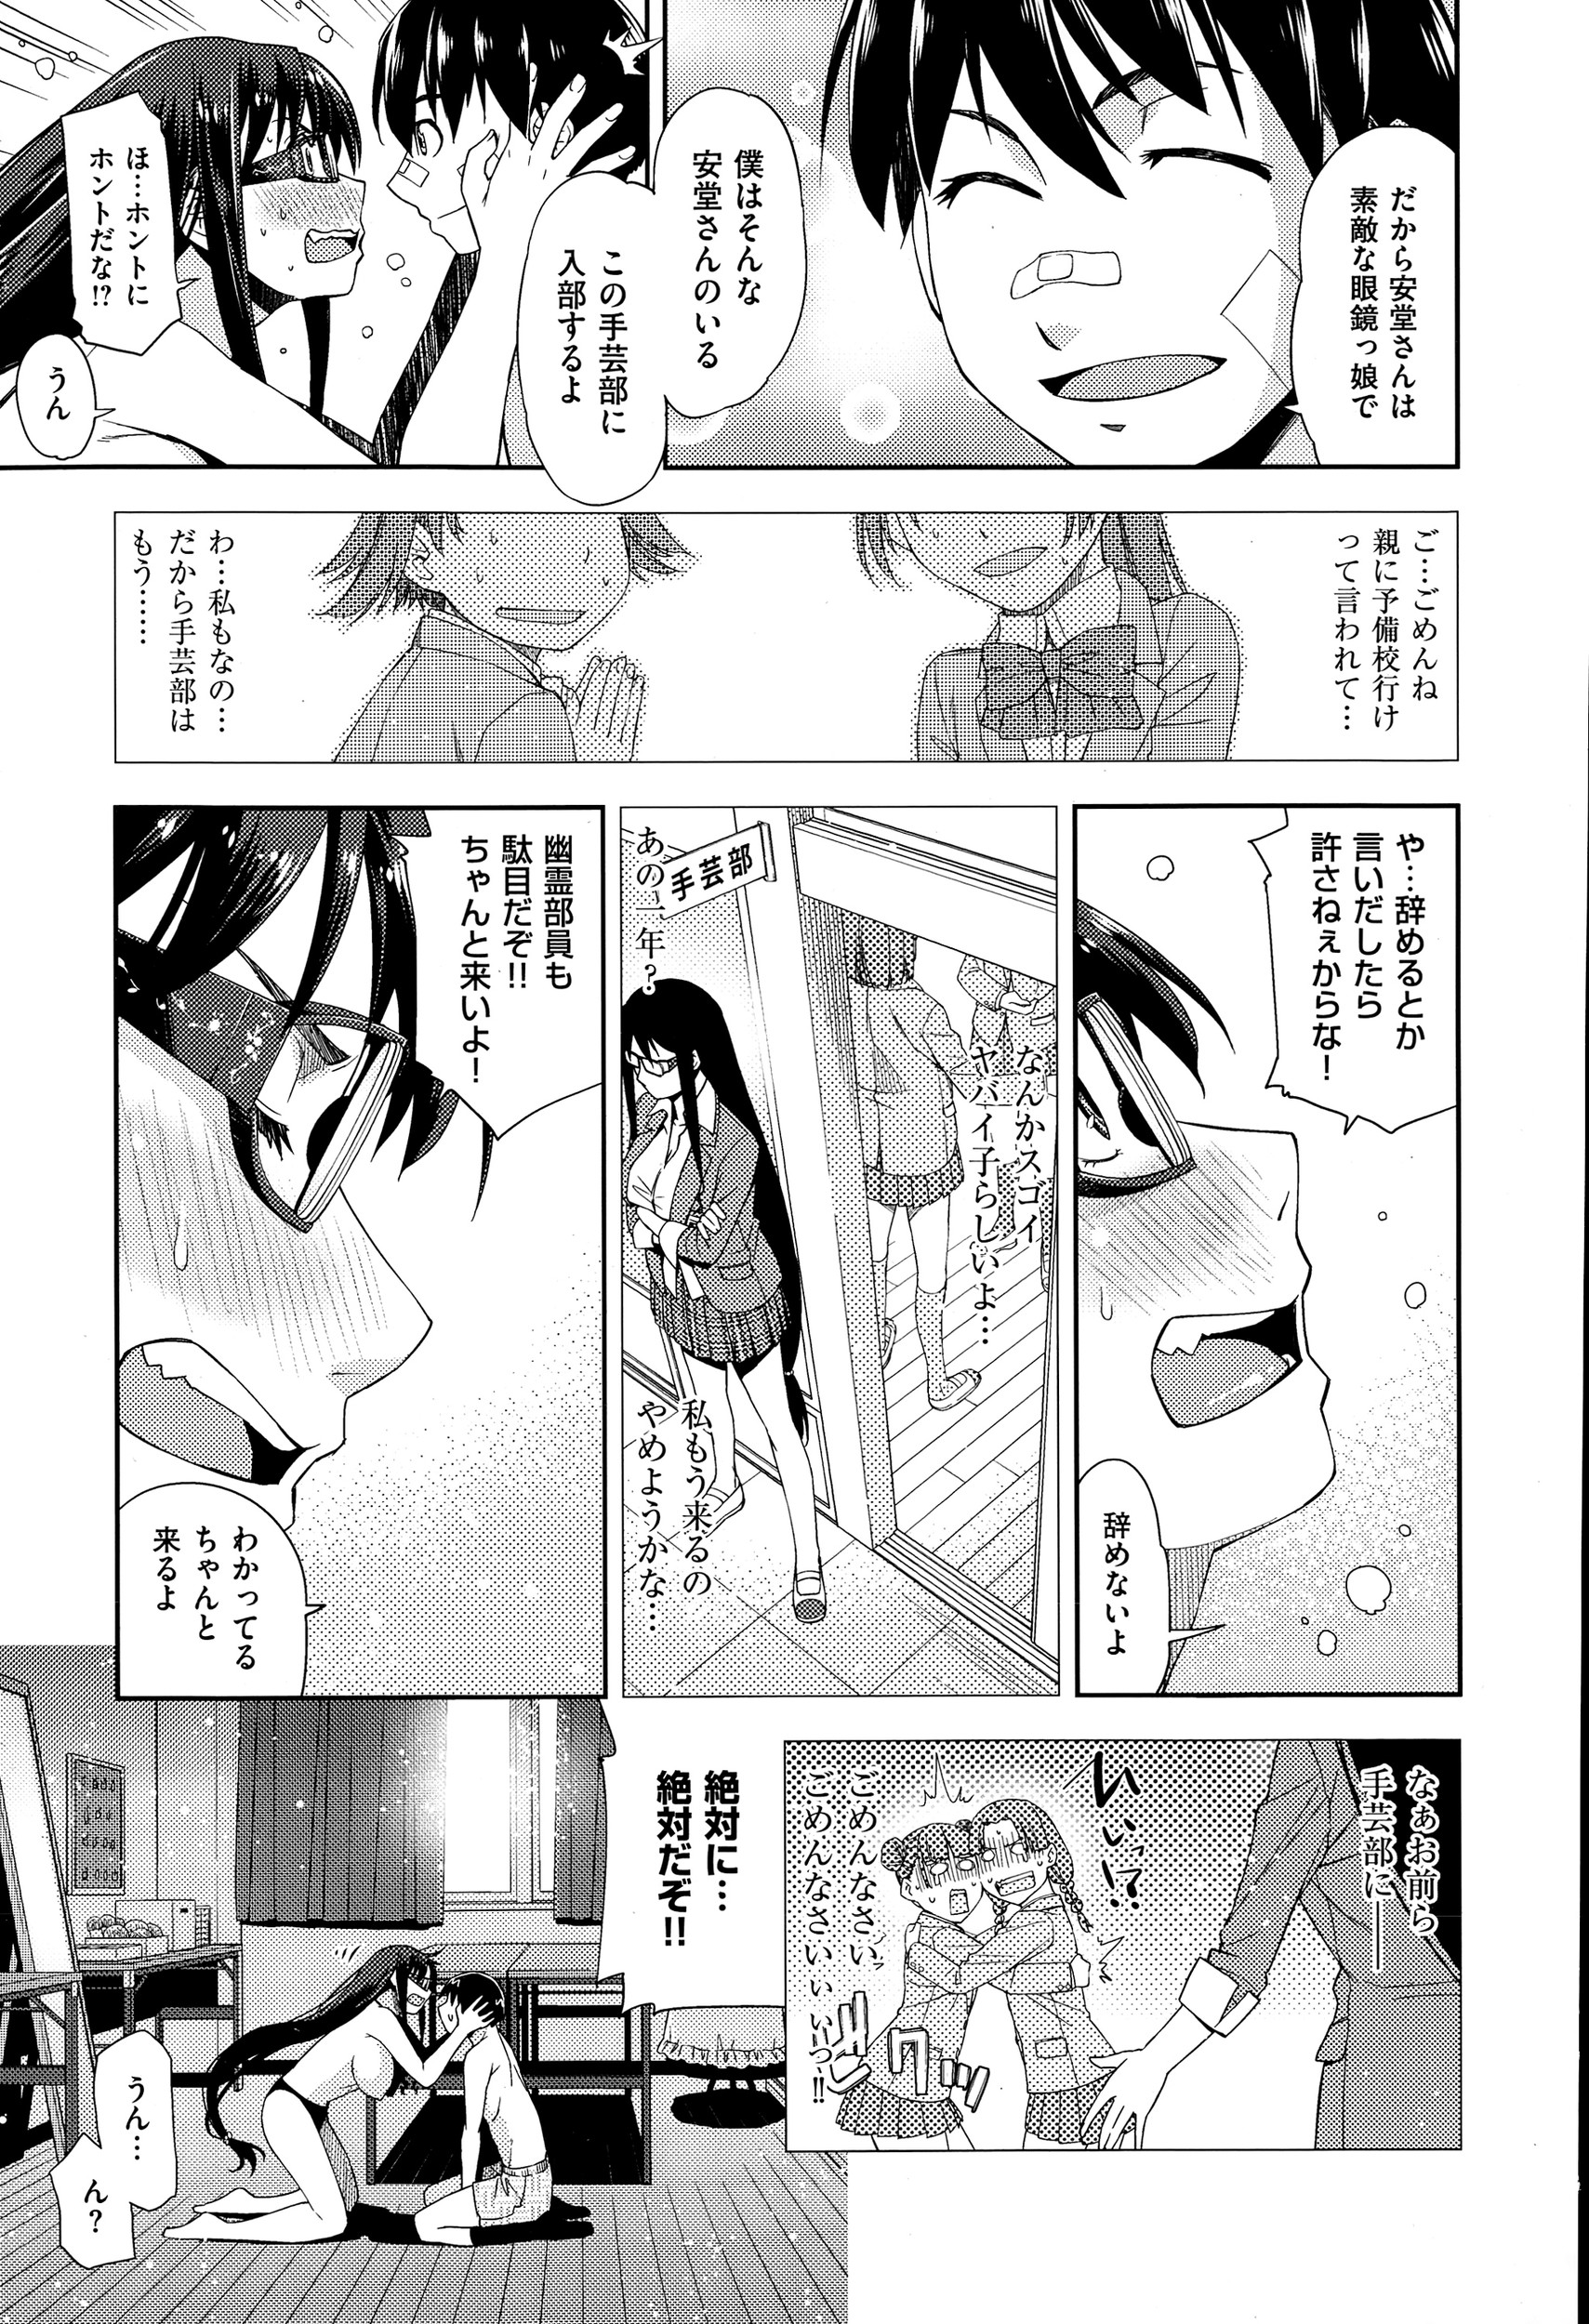 だから安堂さんは
素敵な眼鏡っ娘で
僕はそんな
安堂さんのいる
この手芸部に
入部するよ
ほ…ホントに
ホントだな!?
うん
ご…ごめんね
親に予備校行け
って言われて…
わ…私もなの…
だから手芸部は
もう……
や…辞めるとか
言いだしたら
許さねぇからな!
辞めないよ
なんかスゴイ
ヤバイ子らしいよ…
手芸部
あの一年?
私もう来るの
やめようかな…
幽霊部員も
駄目だぞ!!
ちゃんと来いよ!
わかってる
ちゃんと
来るよ
なぁお前ら
手芸部に――
いいっ!?
ごめんなさいっ
ごめんなさいぃぃっ!!
ビクッ
ビクッ
絶対に…
絶対だぞ!!
うん…
ん?